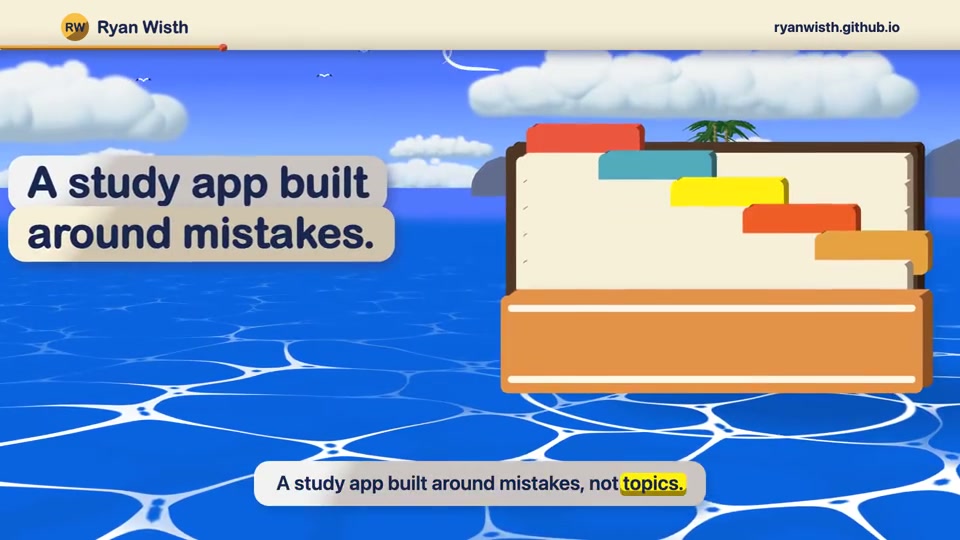 RW Ryan Wisth
ryanwisth.github.io
A study app built
around mistakes.
A study app built around mistakes, not topics.